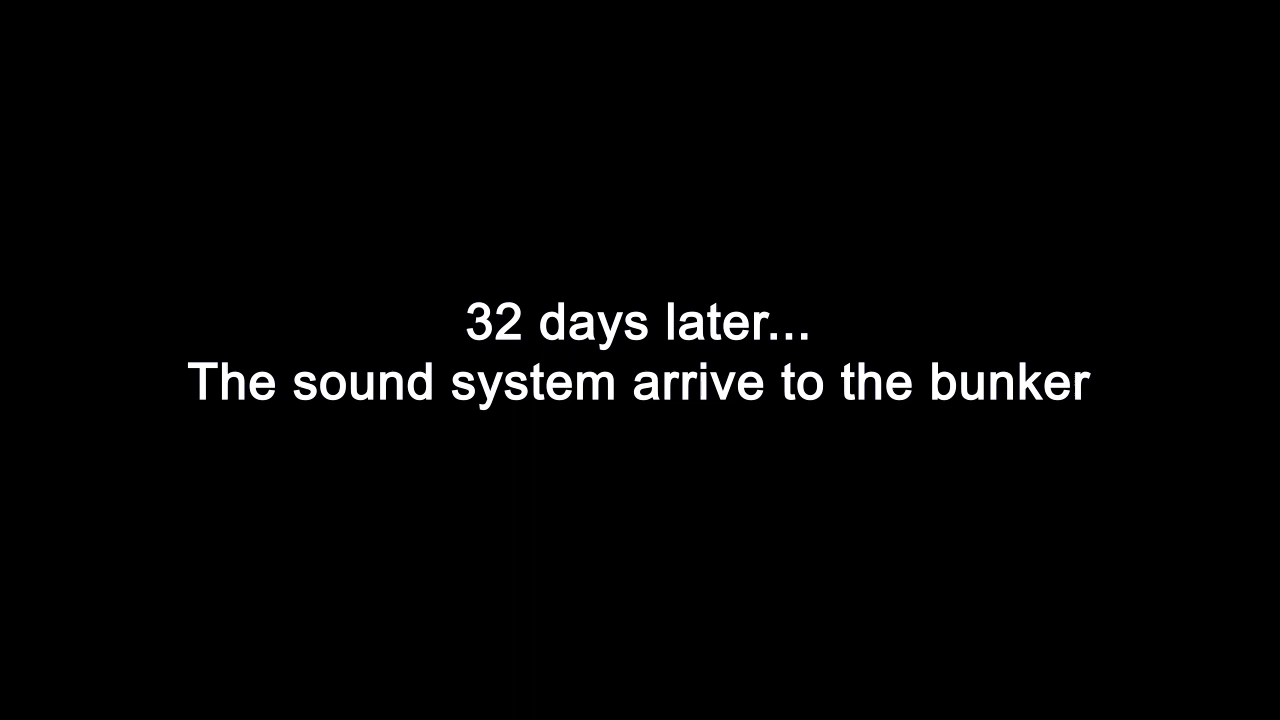 32 days later...
The sound system arrive to the bunker